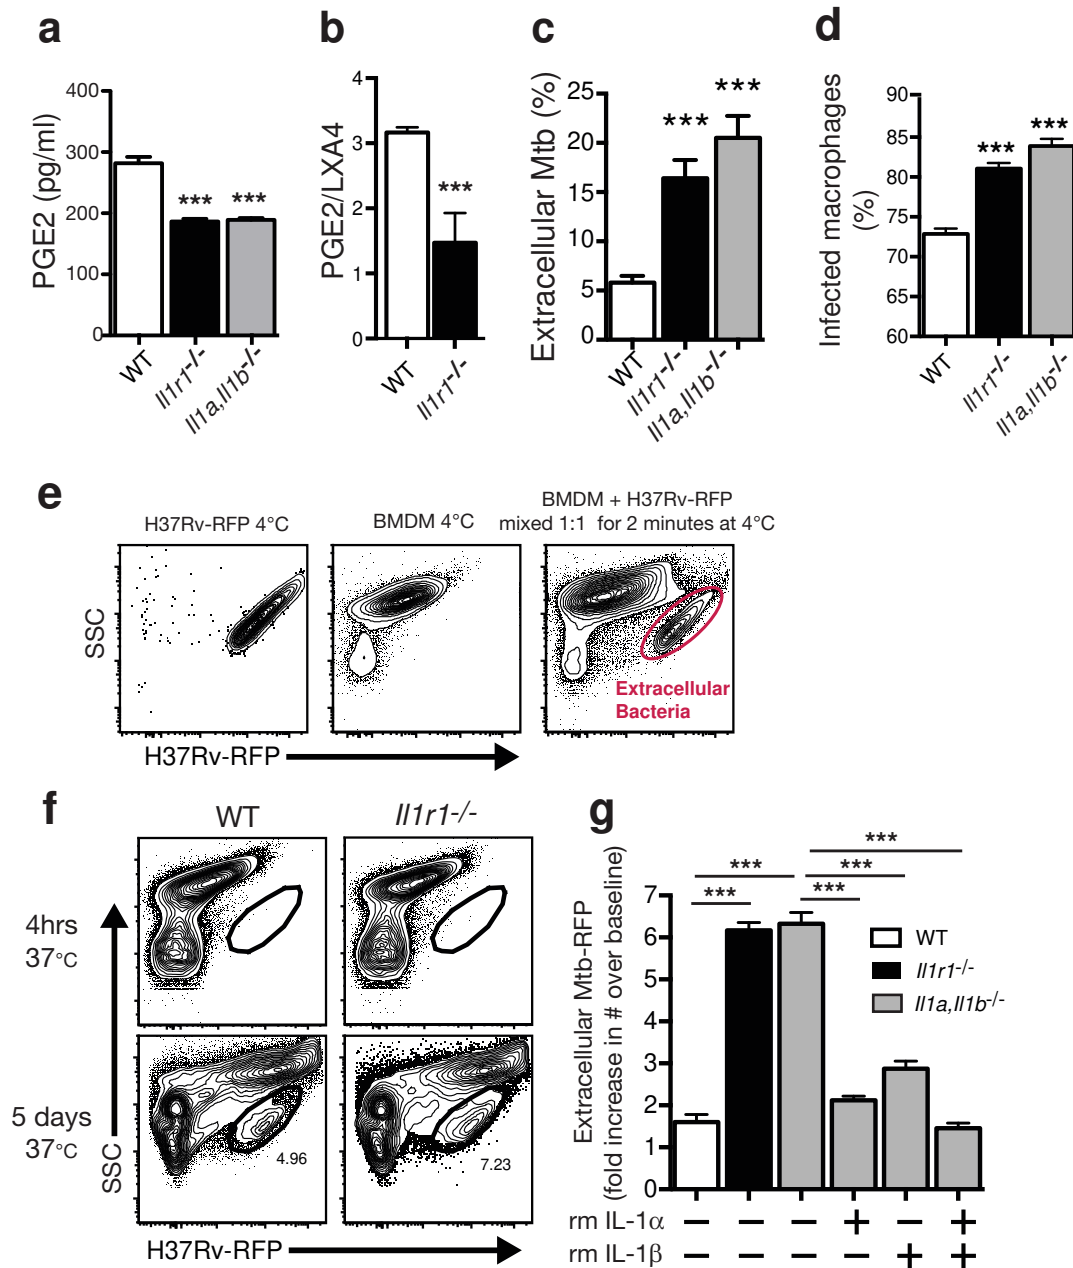 a
PGE2 (pg/ml)
400
300
200
100
0
***
***
WT
Il1r1-/-
Il1a,Il1b-/-
b
PGE2/LXA4
4
2
1
0
***
WT
Il1r1-/-
c
Extracellular Mtb (%)
25
20
15
10
5
0
***
***
WT
Il1r1-/-
Il1a,Il1b-/-
d
Infected macrophages
(%)
90
85
80
75
70
65
60
***
***
WT
Il1r1-/-
Il1a,Il1b-/-
e
H37Rv-RFP 4°C
BMDM 4°C
BMDM + H37Rv-RFP
mixed 1:1 for 2 minutes at 4°C
SSC
Extracellular
Bacteria
H37Rv-RFP
f
WT
Il1r1-/-
4hrs
37°C
5 days
37°C
SSC
4.96
7.23
H37Rv-RFP
g
Extracellular Mtb-RFP
(fold increase in # over baseline)
7
6
5
4
3
2
1
0
***
***
***
***
***
WT
Il1r1-/-
Il1a,Il1b-/-
rm IL-1α – – – + – +
rm IL-1β – – – – + +